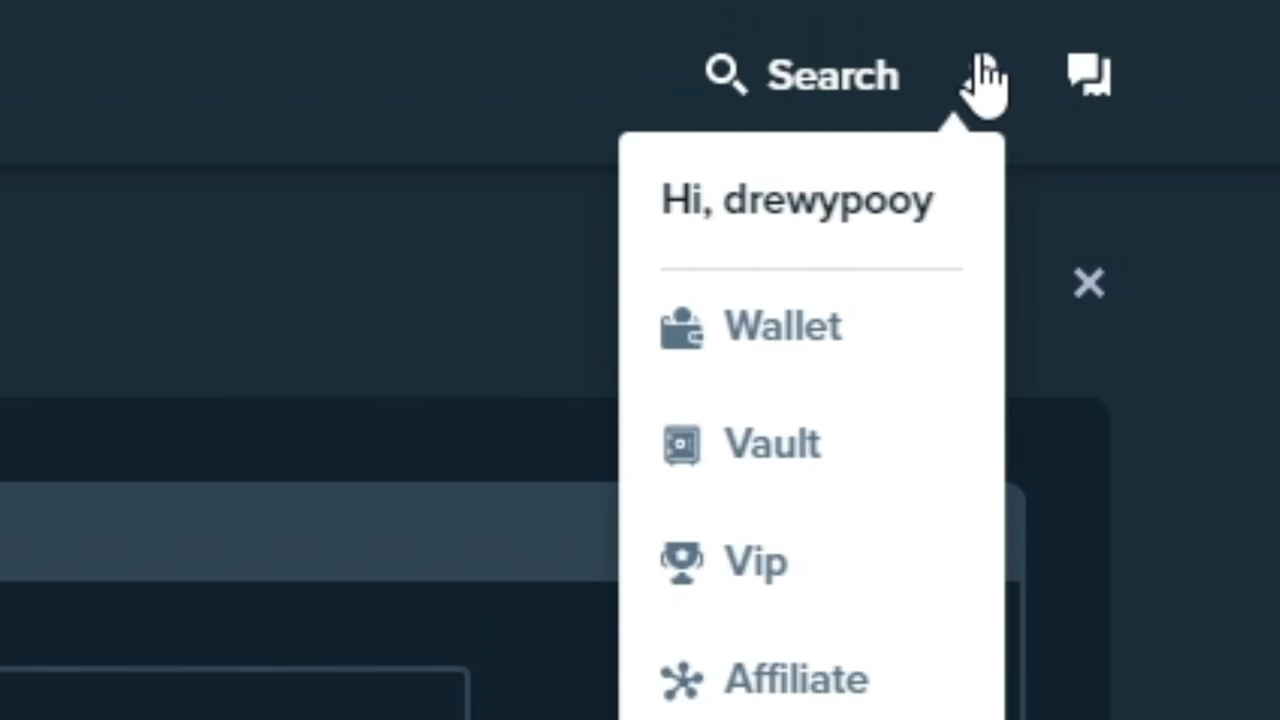 Search
Hi, drewypooy
Wallet
Vault
Vip
Affiliate